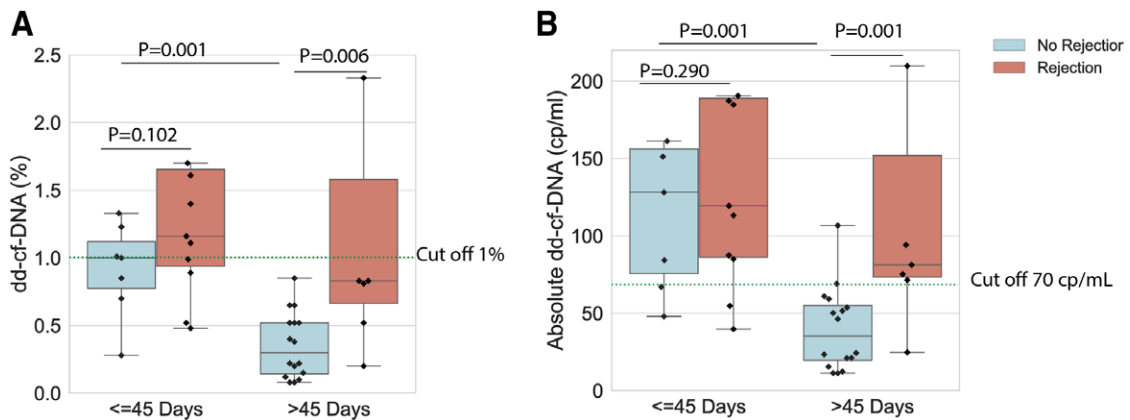 A
P=0.001
P=0.006
P=0.102
dd-cf-DNA (%)
2.5
2.0
1.5
1.0
0.5
0.0
Cut off 1%
<=45 Days
>45 Days
B
P=0.001
P=0.001
P=0.290
Absolute dd-cf-DNA (cp/ml)
200
150
100
50
0
Cut off 70 cp/mL
<=45 Days
>45 Days
No Rejection
Rejection